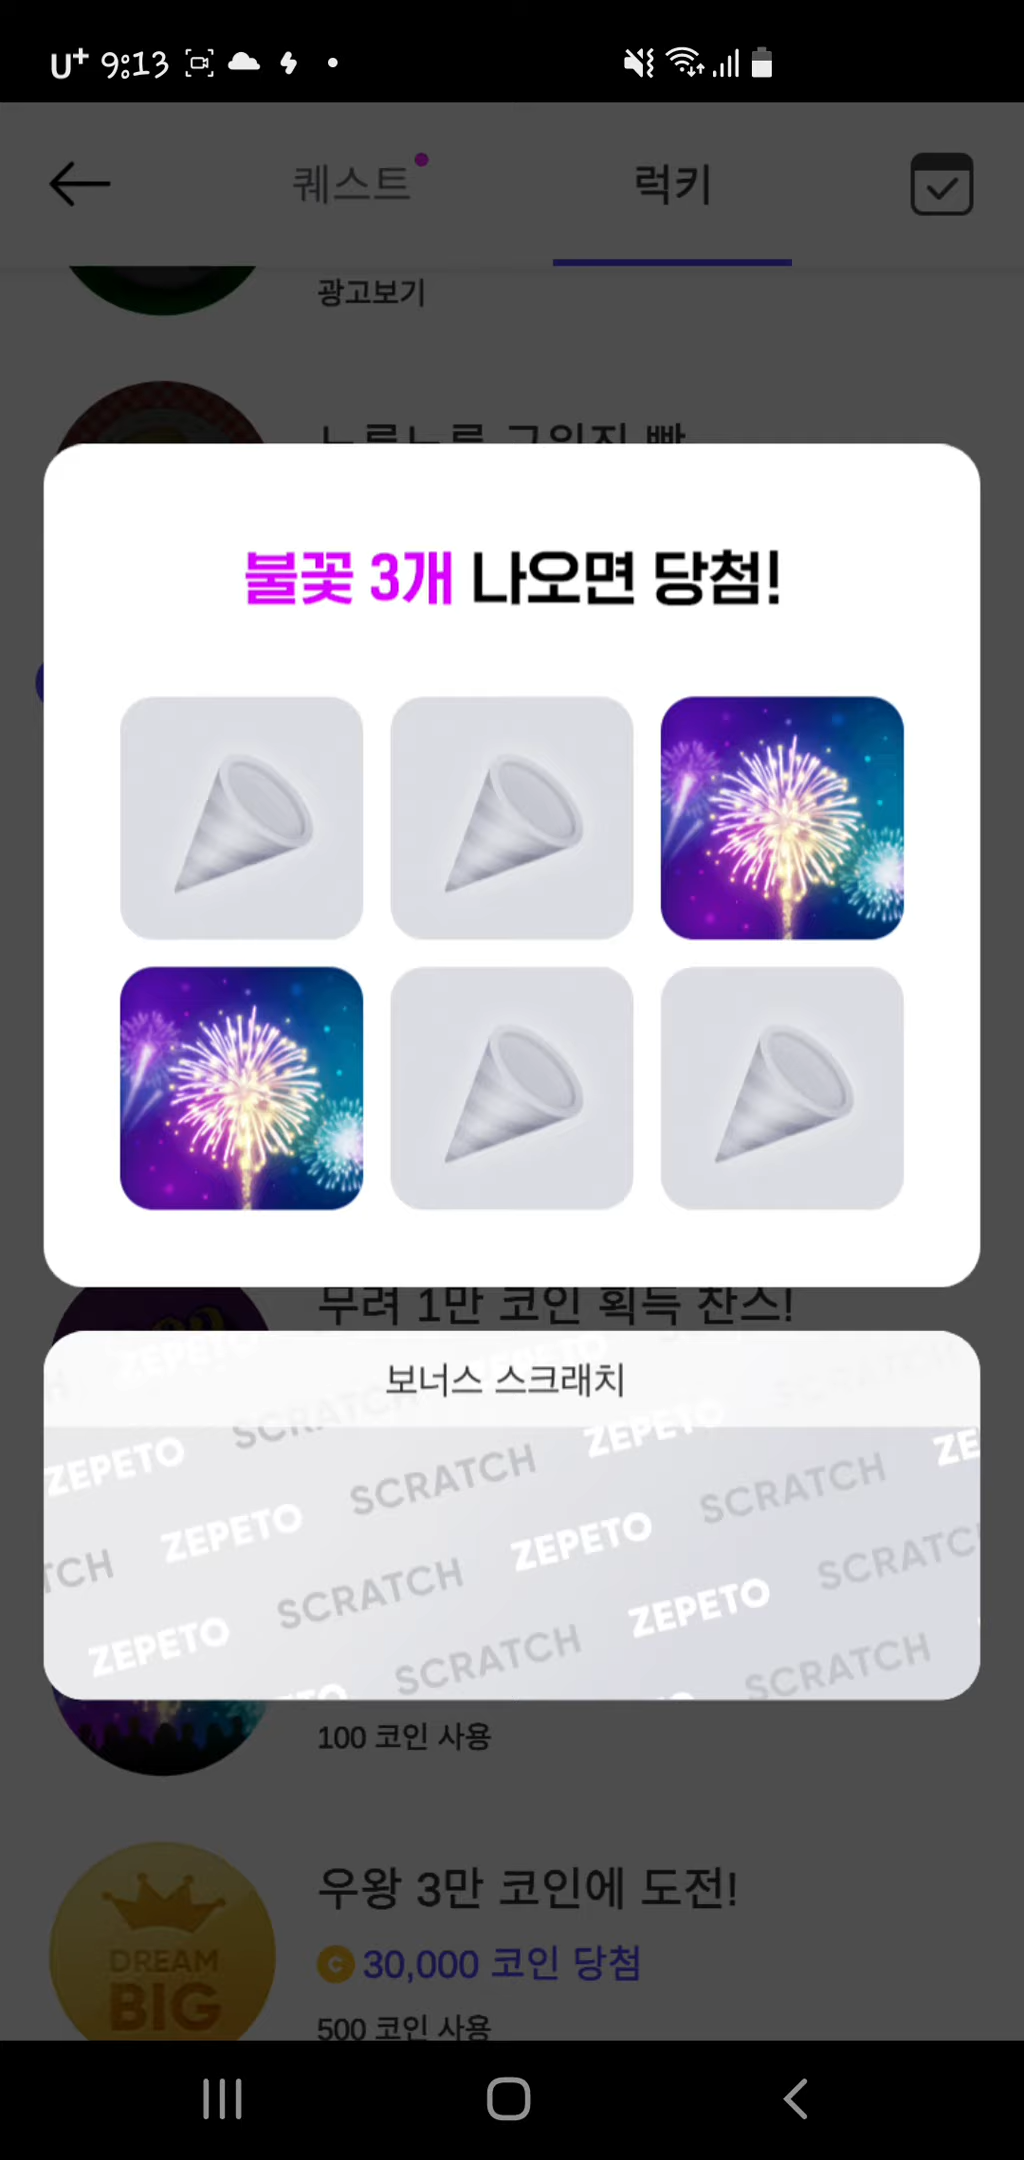 U+ 9:13
퀘스트
럭키
광고보기
불꽃 3개 나오면 당첨!
무려 1만 코인 획득 찬스!
보너스 스크래치
ZEPETO
SCRATCH ZEPETO
ZEPETO SCRATCH
ZEPETO SCRATCH
SCRATCH ZEPETO SCRATCH
ZEPETO SCRATCH
SCRATCH
100 코인 사용
우왕 3만 코인에 도전!
DREAM
BIG
C 30,000 코인 당첨
500 코인 사용